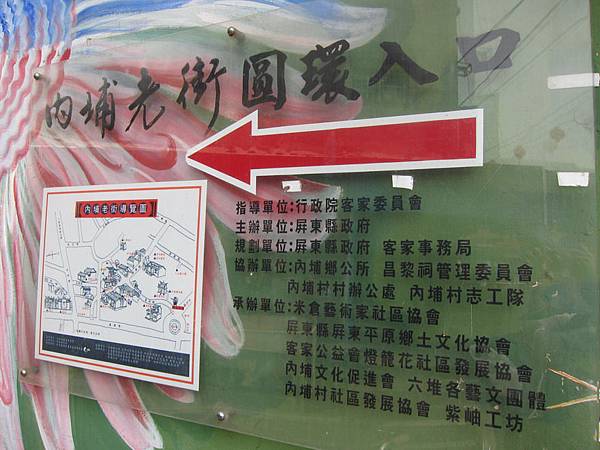 內埔老街圖環入口
內埔老街導覽圖
指導單位:行政院客家委員會
主辦單位:屏東縣政府
規劃單位:屏東縣政府 客家事務局
協辦單位:內埔鄉公所 昌黎祠管理委員會
內埔村村辦公處 內埔村志工隊
承辦單位:米倉藝術家社區協會
屏東縣屏東平原鄉土文化協會
客家公益會燈籠花社區發展協會
內埔文化促進會 六堆各藝文團體
內埔村社區發展協會 紫岫工坊